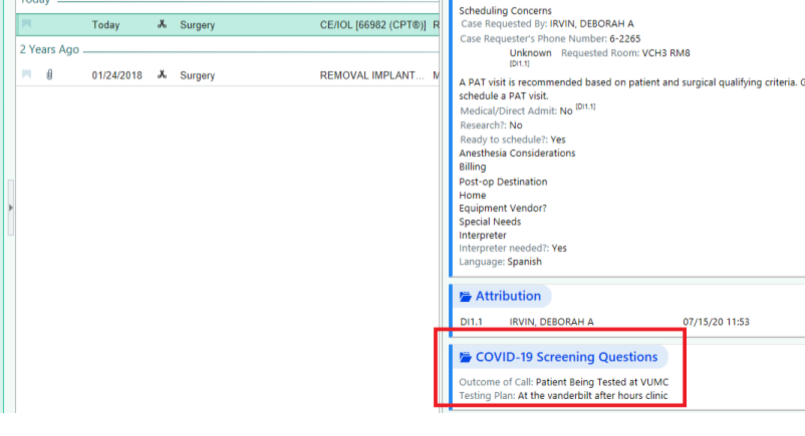 Today
Today Surgery CE/IOL [66982 (CPT®)] R
2 Years Ago
01/24/2018 Surgery REMOVAL IMPLANT... M
Scheduling Concerns
Case Requested By: IRVIN, DEBORAH A
Case Requester's Phone Number: 6-2265
Unknown Requested Room: VCH3 RM8
[DI1.1]
A PAT visit is recommended based on patient and surgical qualifying criteria. G
schedule a PAT visit.
Medical/Direct Admit: No [DI1.1]
Research?: No
Ready to schedule?: Yes
Anesthesia Considerations
Billing
Post-op Destination
Home
Equipment Vendor?
Special Needs
Interpreter
Interpreter needed?: Yes
Language: Spanish
Attribution
DI1.1 IRVIN, DEBORAH A 07/15/20 11:53
COVID-19 Screening Questions
Outcome of Call: Patient Being Tested at VUMC
Testing Plan: At the vanderbilt after hours clinic